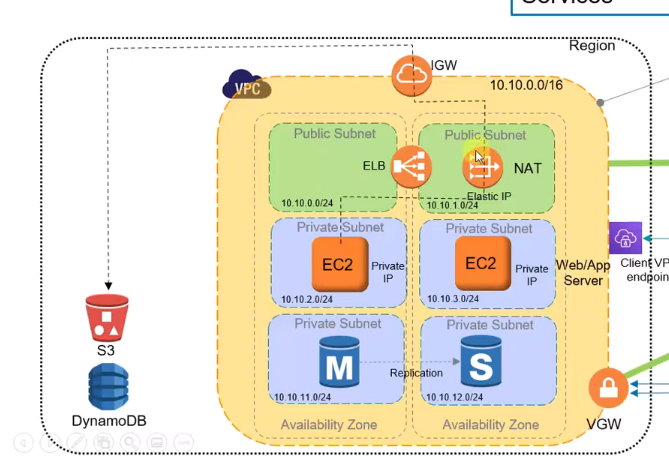 Services
Region
IGW
VPC
10.10.0.0/16
Public Subnet
Public Subnet
ELB
NAT
Elastic IP
10.10.0.0/24
10.10.1.0/24
Private Subnet
Private Subnet
EC2
Private
IP
EC2
Private
IP
Web/App
Server
Client VP
endpoin
10.10.2.0/24
10.10.3.0/24
Private Subnet
Private Subnet
S3
M
Replication
S
10.10.11.0/24
10.10.12.0/24
DynamoDB
Availability Zone
Availability Zone
VGW